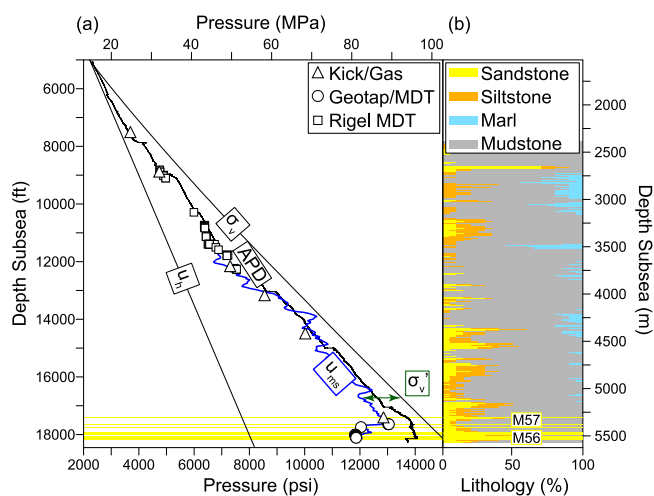 (a) Pressure (MPa) (b)
20 40 60 80 100
Kick/Gas
Geotap/MDT
Rigel MDT
Sandstone
Siltstone
Marl
Mudstone
6000
8000
10000
12000
14000
16000
18000
Depth Subsea (ft)
σv
APD
uh
ums
σv'
2000 4000 6000 8000 10000 12000 14000
Pressure (psi)
M57
M56
0 50 100
Lithology (%)
2000
2500
3000
3500
4000
4500
5000
5500
Depth Subsea (m)